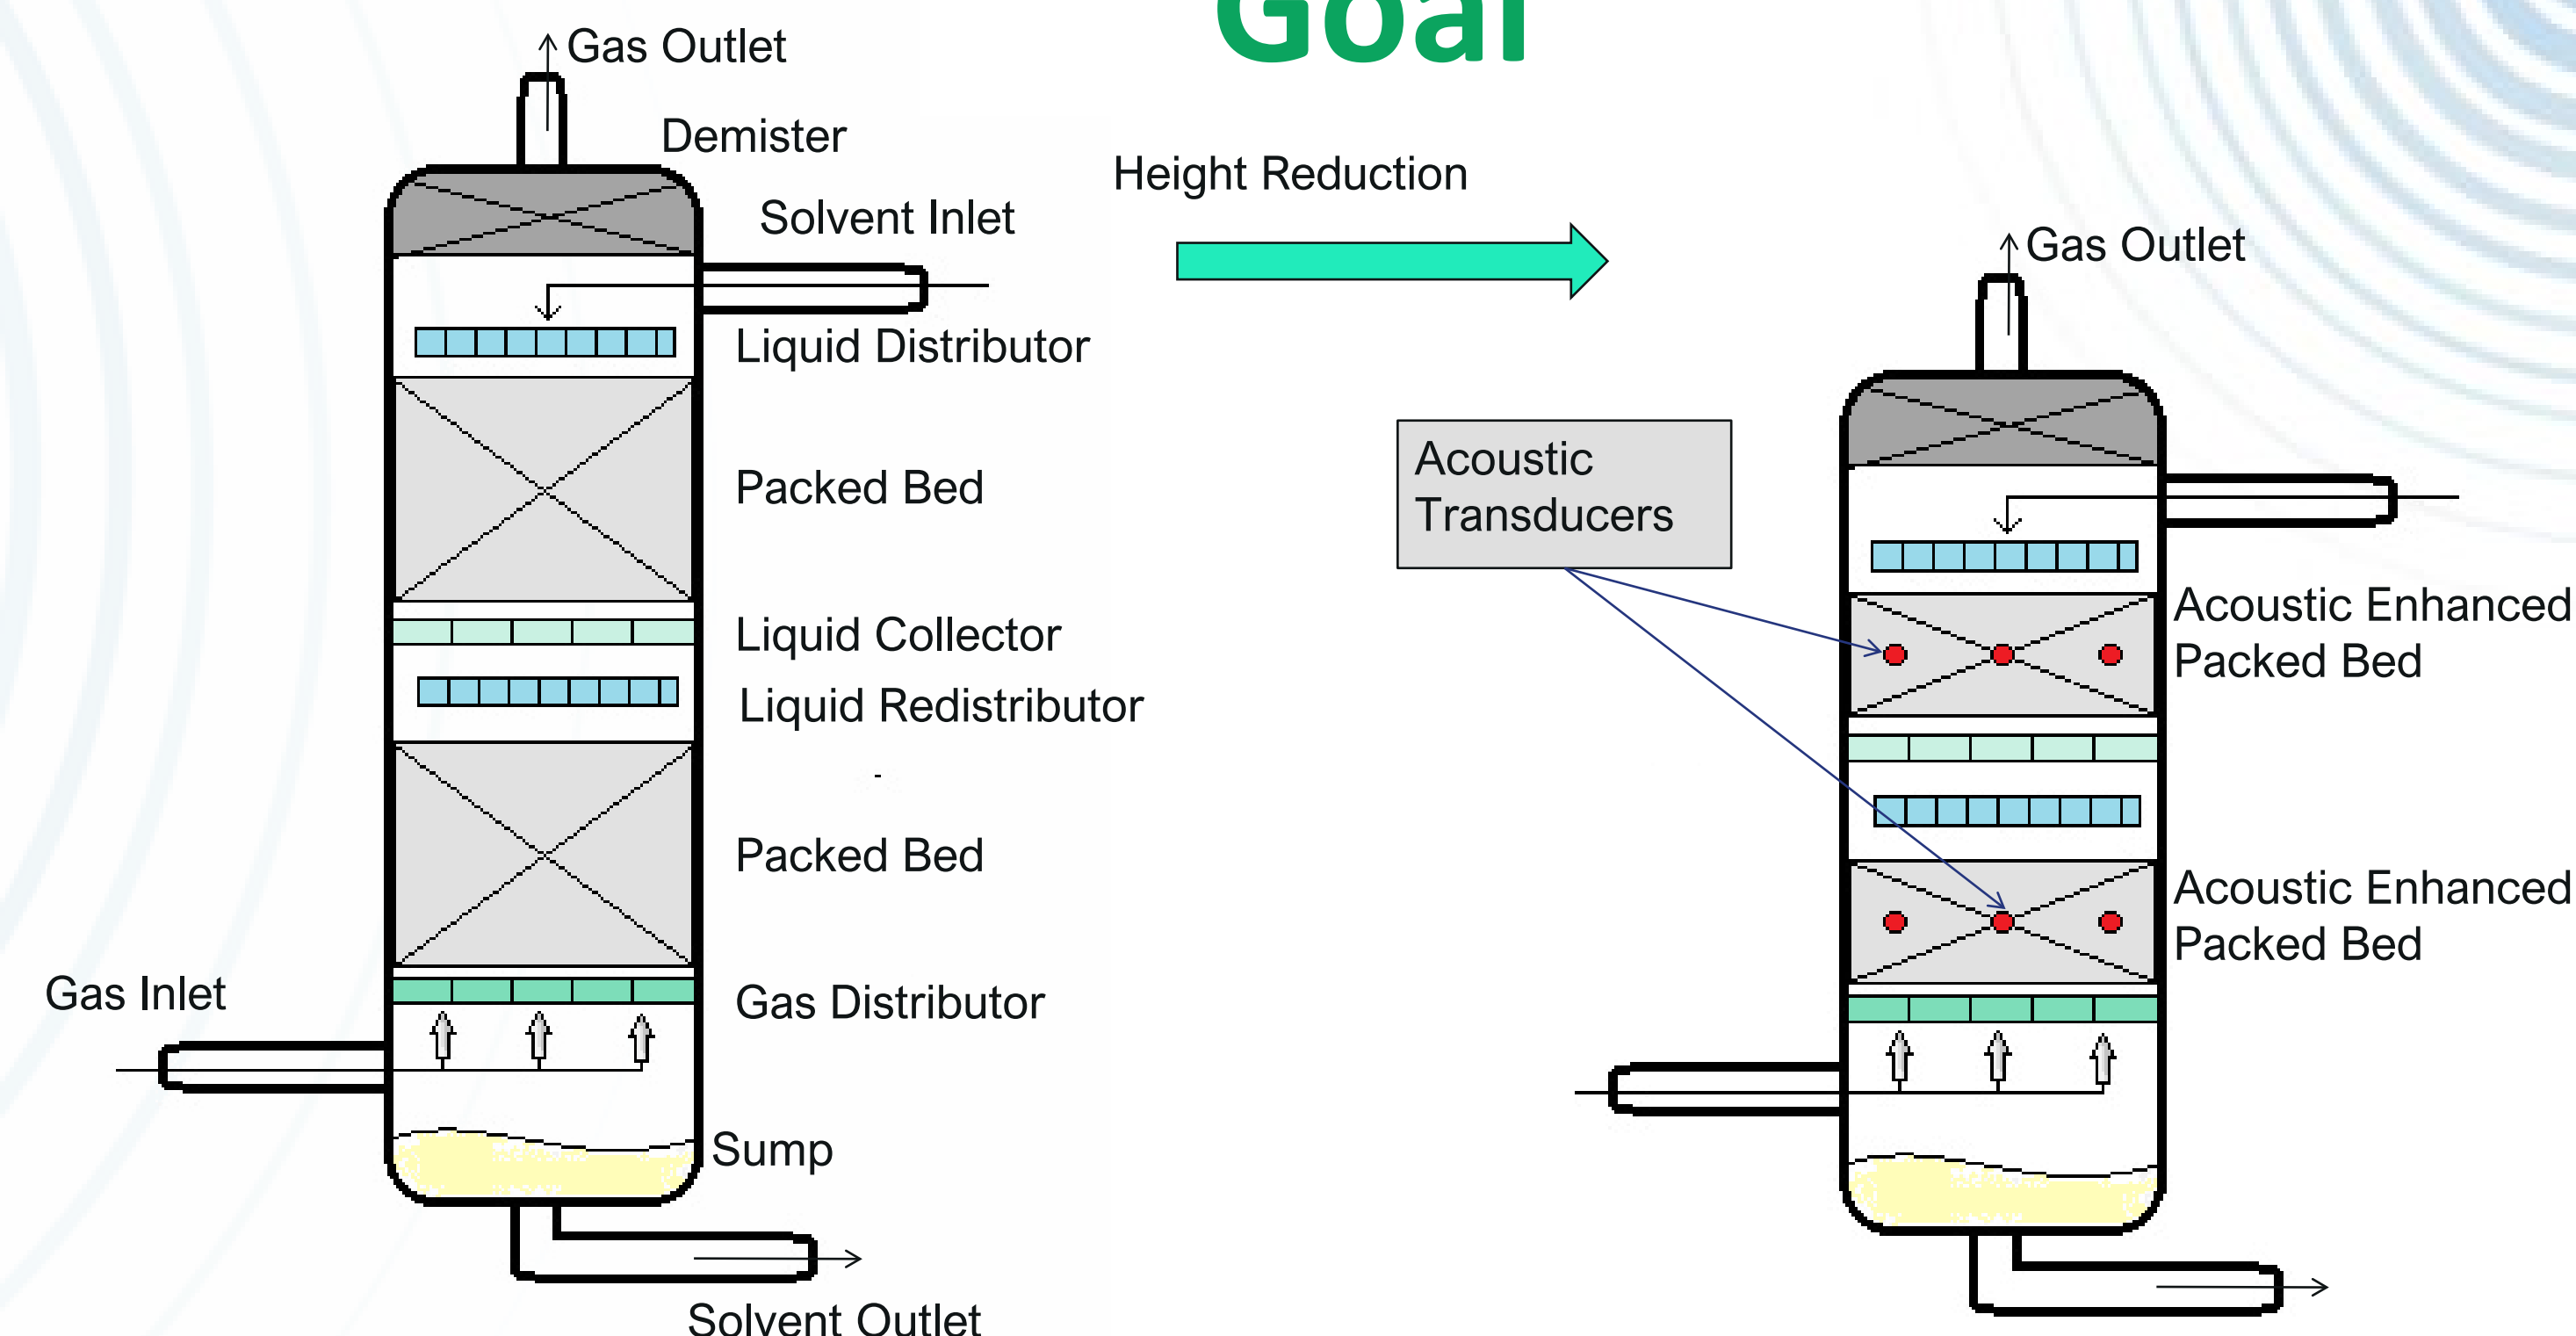 Goal
Gas Outlet
Demister
Solvent Inlet
Liquid Distributor
Packed Bed
Liquid Collector
Liquid Redistributor
-
Packed Bed
Gas Inlet
Gas Distributor
Sump
Solvent Outlet
Height Reduction
Acoustic
Transducers
Gas Outlet
Acoustic Enhanced
Packed Bed
Acoustic Enhanced
Packed Bed